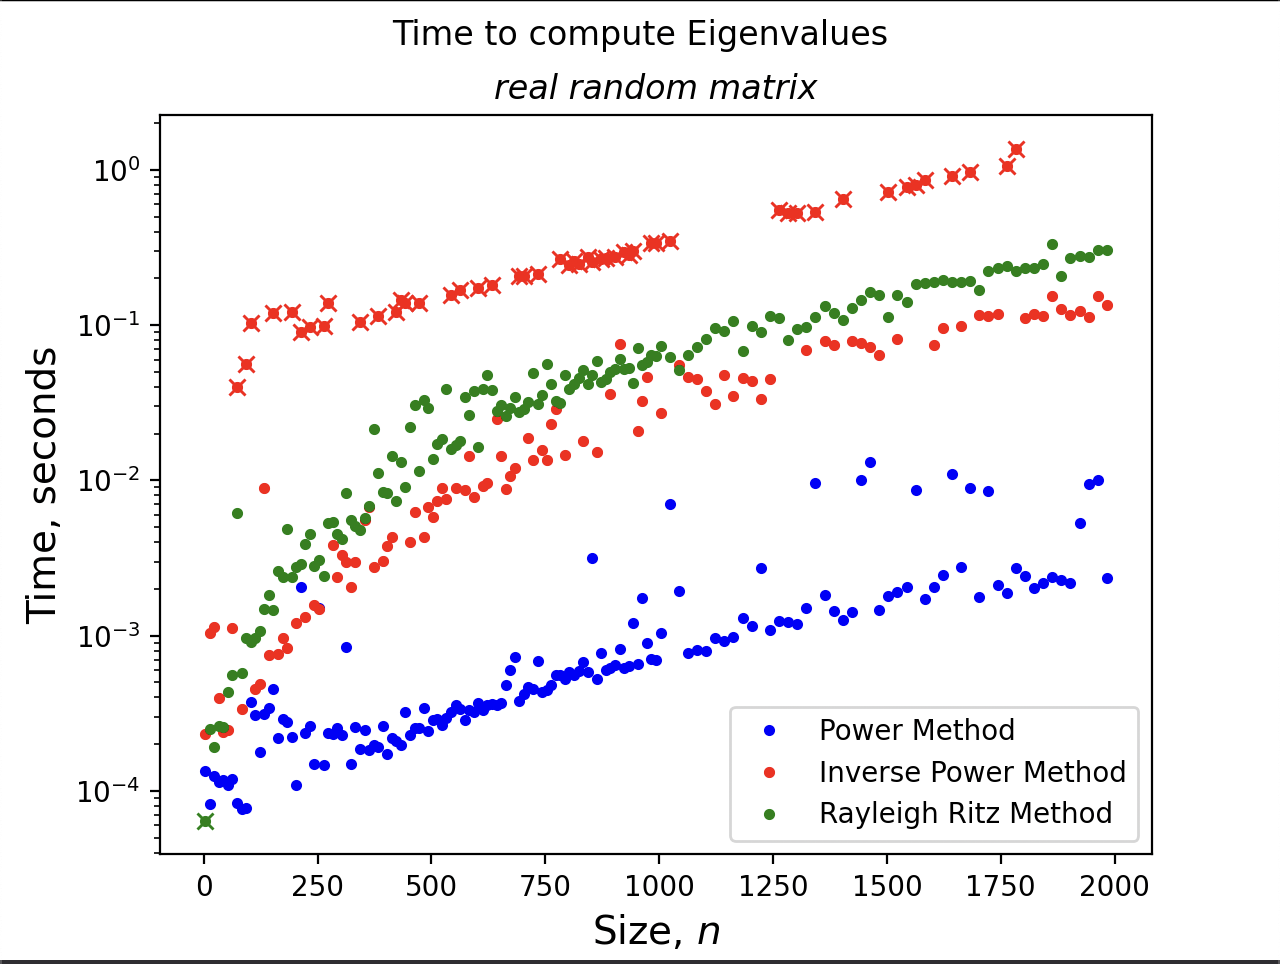 Time to compute Eigenvalues
real random matrix
Time, seconds
10⁰
10⁻¹
10⁻²
10⁻³
10⁻⁴
Power Method
Inverse Power Method
Rayleigh Ritz Method
0 250 500 750 1000 1250 1500 1750 2000
Size, n